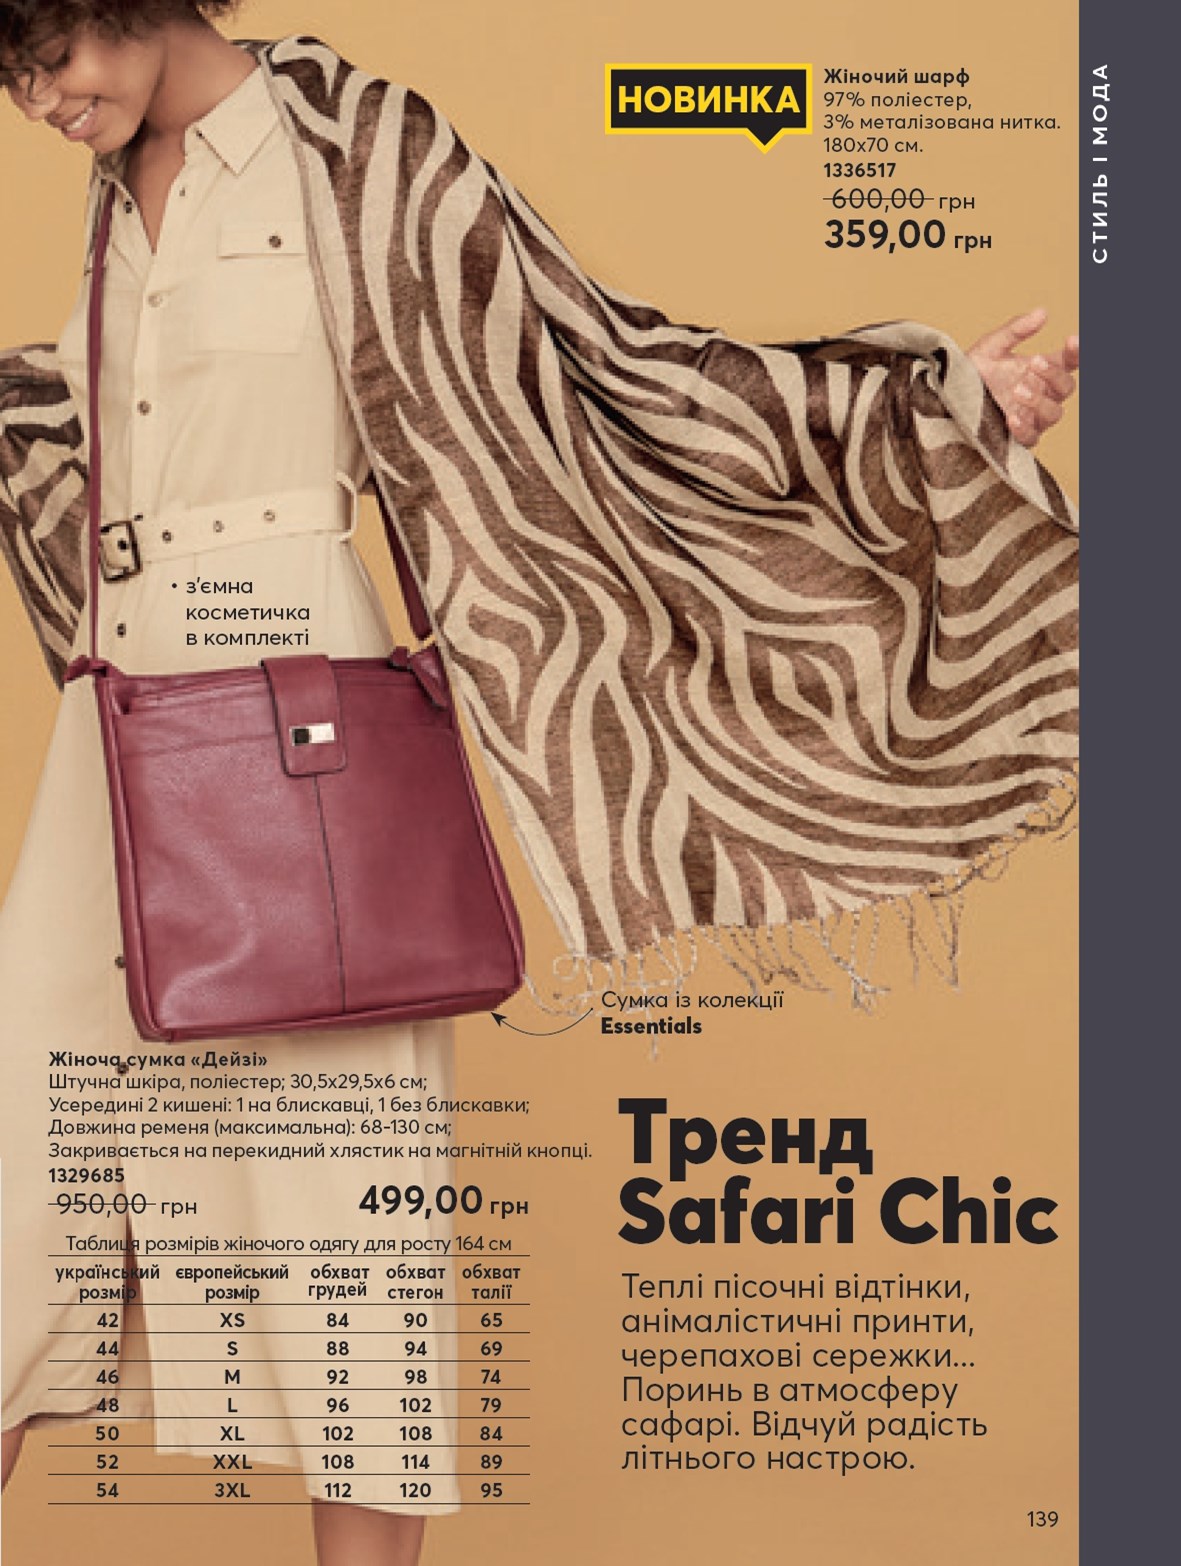 НОВИНКА
Жіночий шарф
97% поліестер,
3% металізована нитка.
180х70 см.
1336517
600,00 грн
359,00 грн
СТИЛЬ І МОДА
• з'ємна
косметичка
в комплекті
Сумка із колекції
Essentials
Жіноча сумка «Дейзі»
Штучна шкіра, поліестер; 30,5х29,5х6 см;
Усередині 2 кишені: 1 на блискавці, 1 без блискавки;
Довжина ременя (максимальна): 68-130 см;
Закривається на перекидний хлястик на магнітній кнопці.
1329685
950,00 грн 499,00 грн
Таблиця розмірів жіночого одягу для росту 164 см
український розмір європейський розмір обхват грудей обхват стегон обхват талії
42 XS 84 90 65
44 S 88 94 69
46 M 92 98 74
48 L 96 102 79
50 XL 102 108 84
52 XXL 108 114 89
54 3XL 112 120 95
Тренд
Safari Chic
Теплі пісочні відтінки,
анімалістичні принти,
черепахові сережки...
Поринь в атмосферу
сафарі. Відчуй радість
літнього настрою.
139